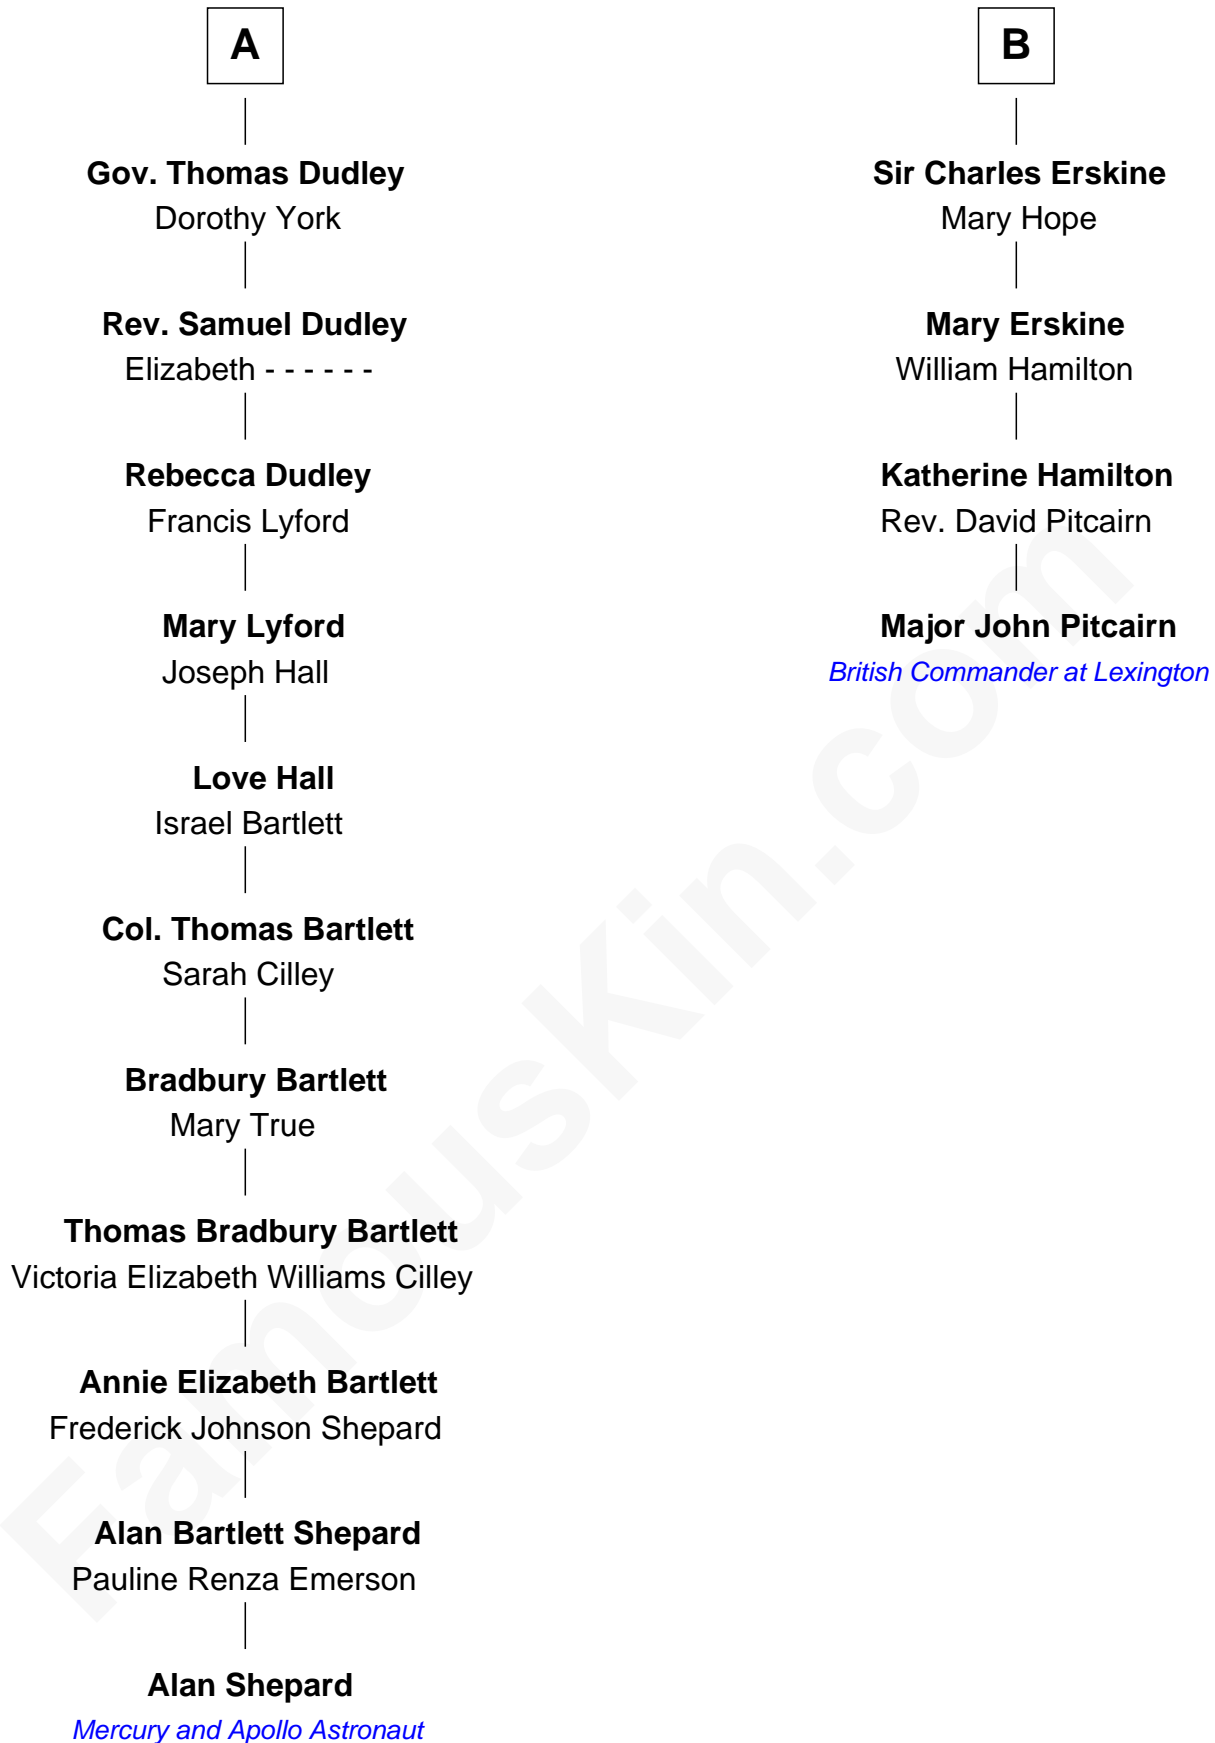 A
Gov. Thomas Dudley
Dorothy York
Rev. Samuel Dudley
Elizabeth - - - - - -
Rebecca Dudley
Francis Lyford
Mary Lyford
Joseph Hall
Love Hall
Israel Bartlett
Col. Thomas Bartlett
Sarah Cilley
Bradbury Bartlett
Mary True
Thomas Bradbury Bartlett
Victoria Elizabeth Williams Cilley
Annie Elizabeth Bartlett
Frederick Johnson Shepard
Alan Bartlett Shepard
Pauline Renza Emerson
Alan Shepard
Mercury and Apollo Astronaut
B
Sir Charles Erskine
Mary Hope
Mary Erskine
William Hamilton
Katherine Hamilton
Rev. David Pitcairn
Major John Pitcairn
British Commander at Lexington
FamousKin.com